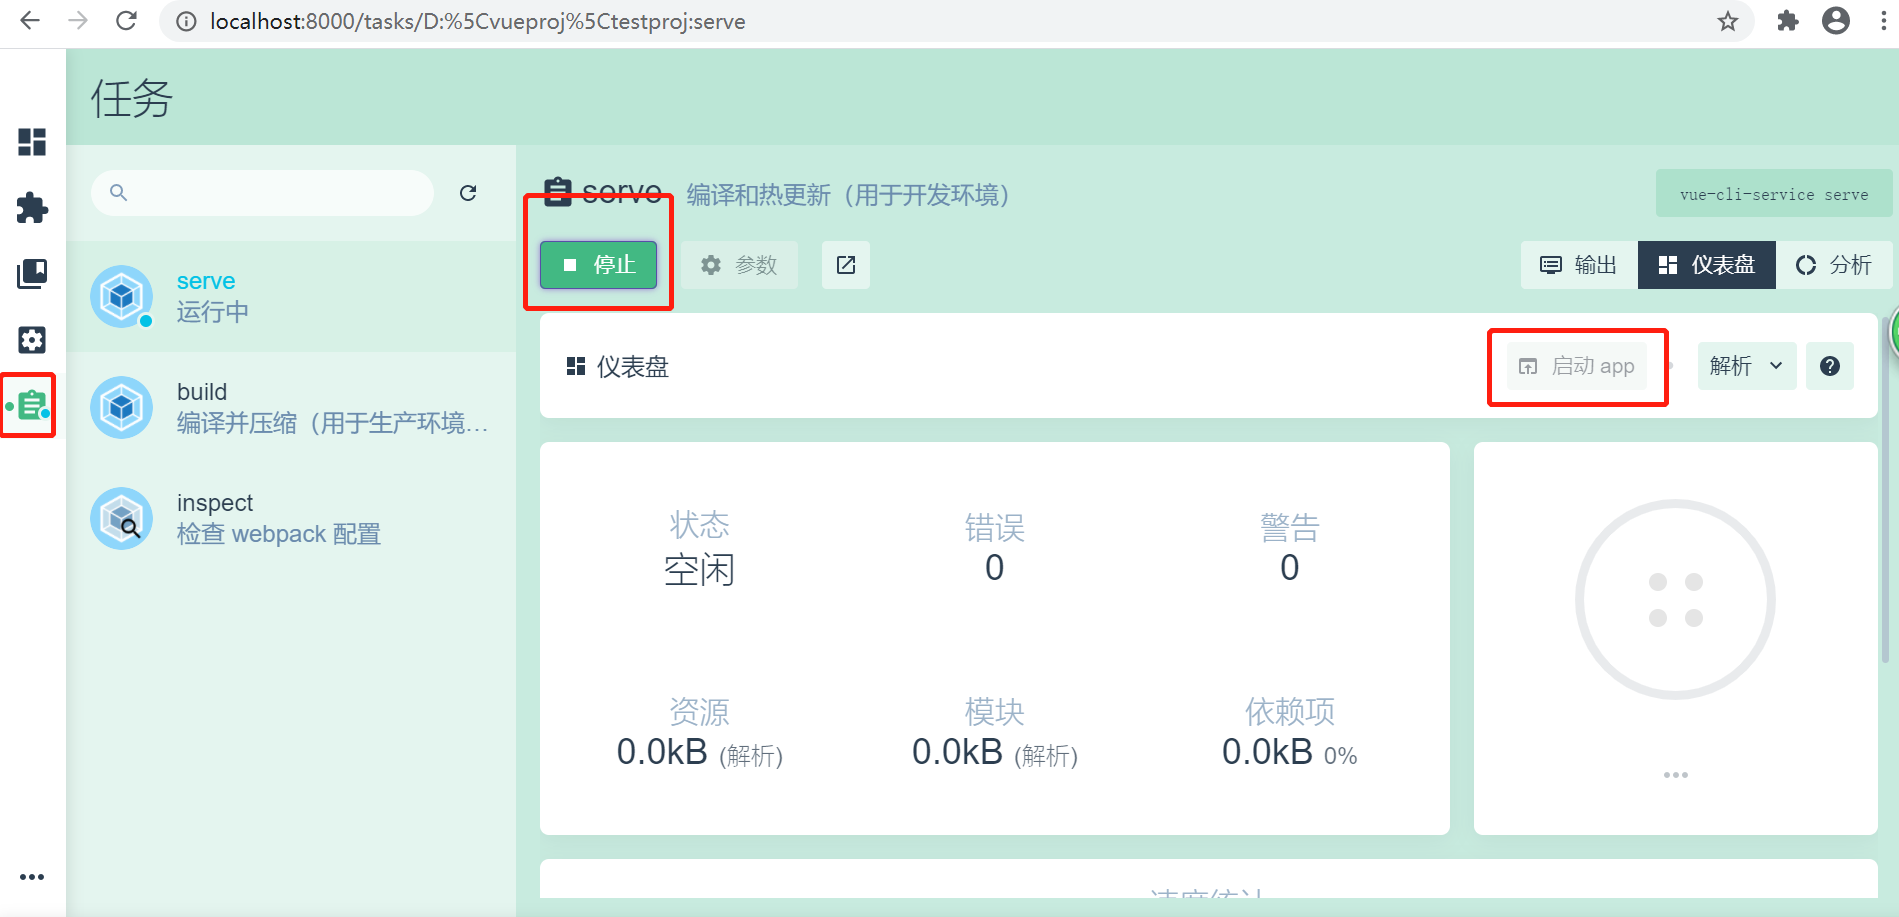 localhost:8000/tasks/D:%5Cvueproj%5Ctestproj:serve
任务
serve
运行中
build
编译并压缩（用于生产环境…
inspect
检查 webpack 配置
serve 编译和热更新（用于开发环境）
vue-cli-service serve
停止
参数
输出
仪表盘
分析
仪表盘
启动 app
解析
状态
空闲
错误
0
警告
0
资源
0.0kB (解析)
模块
0.0kB (解析)
依赖项
0.0kB 0%
速度统计